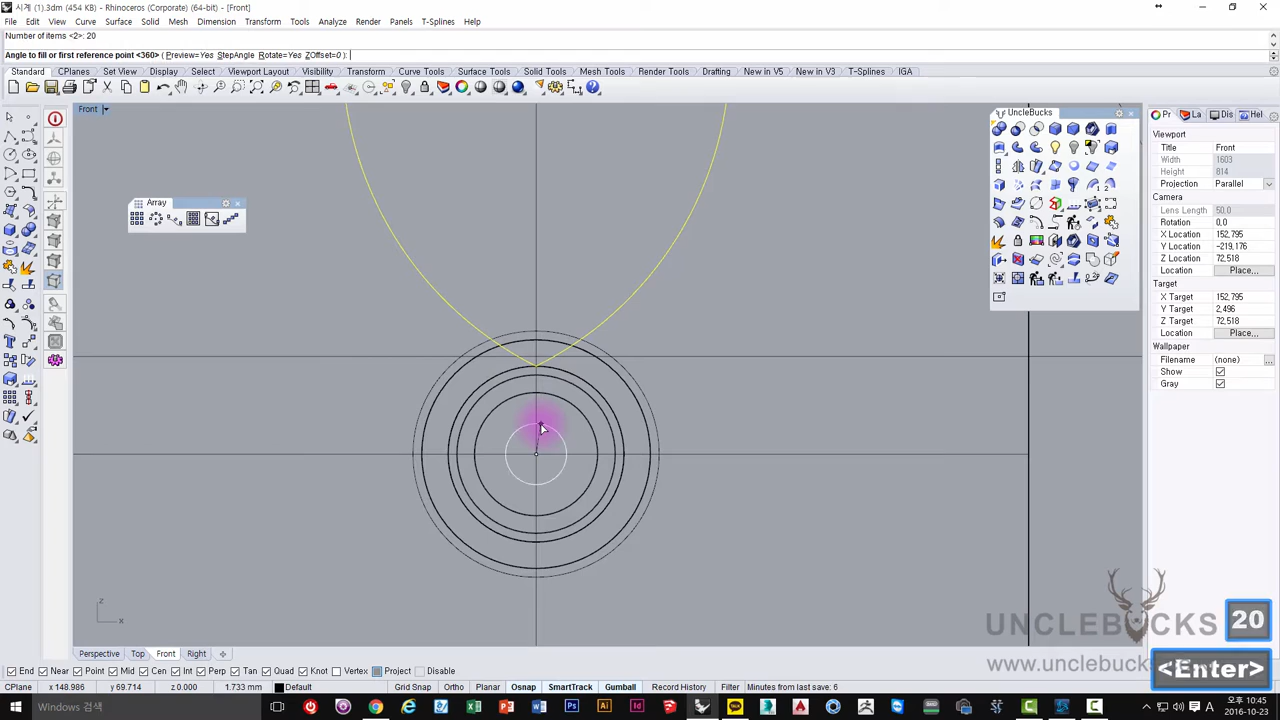 시계 (1).3dm (454 KB) - Rhinoceros (Corporate) (64-bit) - [Front]
File Edit View Curve Surface Solid Mesh Dimension Transform Tools Analyze Render Panels T-Splines Help
Number of items <2>: 20
Angle to fill or first reference point <360> ( Preview=Yes StepAngle Rotate=Yes ZOffset=0 ):
Standard CPlanes Set View Display Select Viewport Layout Visibility Transform Curve Tools Surface Tools Solid Tools Mesh Tools Render Tools Drafting New in V5 New in V3 T-Splines IGA
Front
UncleBucks
Pr La Dis Hel
Viewport
Title Front
Width 1603
Height 814
Projection Parallel
Camera
Lens Length 50.0
Rotation 0,0
X Location 152,795
Y Location -219,176
Z Location 72,518
Location Place...
Target
X Target 152,795
Y Target 2,496
Z Target 72,518
Location Place...
Wallpaper
Filename (none) ...
Show
Gray
Array
z
x
UNCLEBUCKS
www.unclebucks.net
20
<Enter>
Perspective Top Front Right
End Near Point Mid Cen Int Perp Tan Quad Knot Vertex Project Disable
CPlane x 148.986 y 69.714 z 0.000 1.733 mm Default Grid Snap Ortho Planar Osnap SmartTrack Gumball Record History Filter Minutes from last save: 6
Windows 검색
A 오후 10:45
2016-10-23